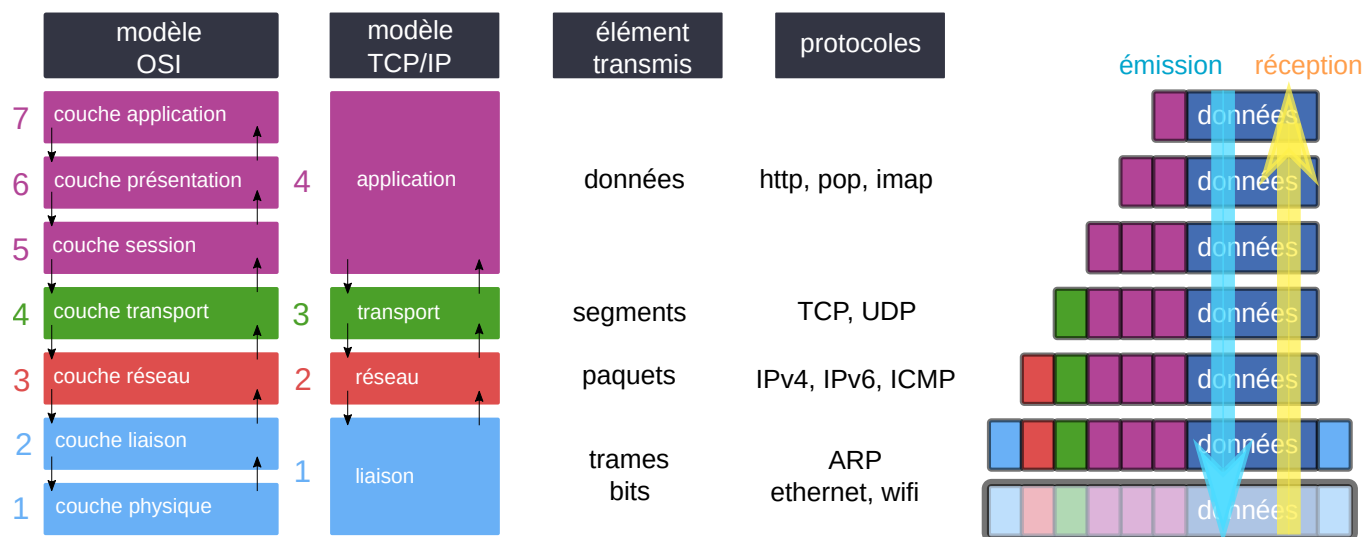 modèle
OSI
modèle
TCP/IP
élément
transmis
protocoles
émission
réception
7
couche application
6
couche présentation
5
couche session
4
couche transport
3
couche réseau
2
couche liaison
1
couche physique
4
application
3
transport
2
réseau
1
liaison
données
segments
paquets
trames
bits
http, pop, imap
TCP, UDP
IPv4, IPv6, ICMP
ARP
ethernet, wifi
données
données
données
données
données
données
données